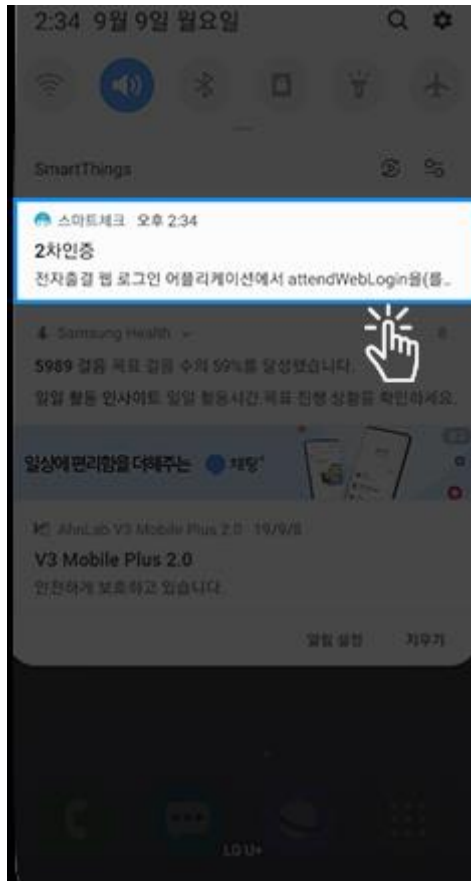 2:34 9월 9일 월요일
SmartThings
스마트체크 오후 2:34
2차인증
전자출결 웹 로그인 어플리케이션에서 attendWebLogin을(를..
Samsung Health
5989 걸음 목표 걸음 수의 59%를 달성했습니다.
일일 활동 인사이트 일일 활동시간 목표 진행 상황을 확인하세요.
일상에 편리함을 더해주는 채팅+
AhnLab V3 Mobile Plus 2.0 19/9/8
V3 Mobile Plus 2.0
안전하게 보호하고 있습니다.
알림 설정 지우기
LG U+